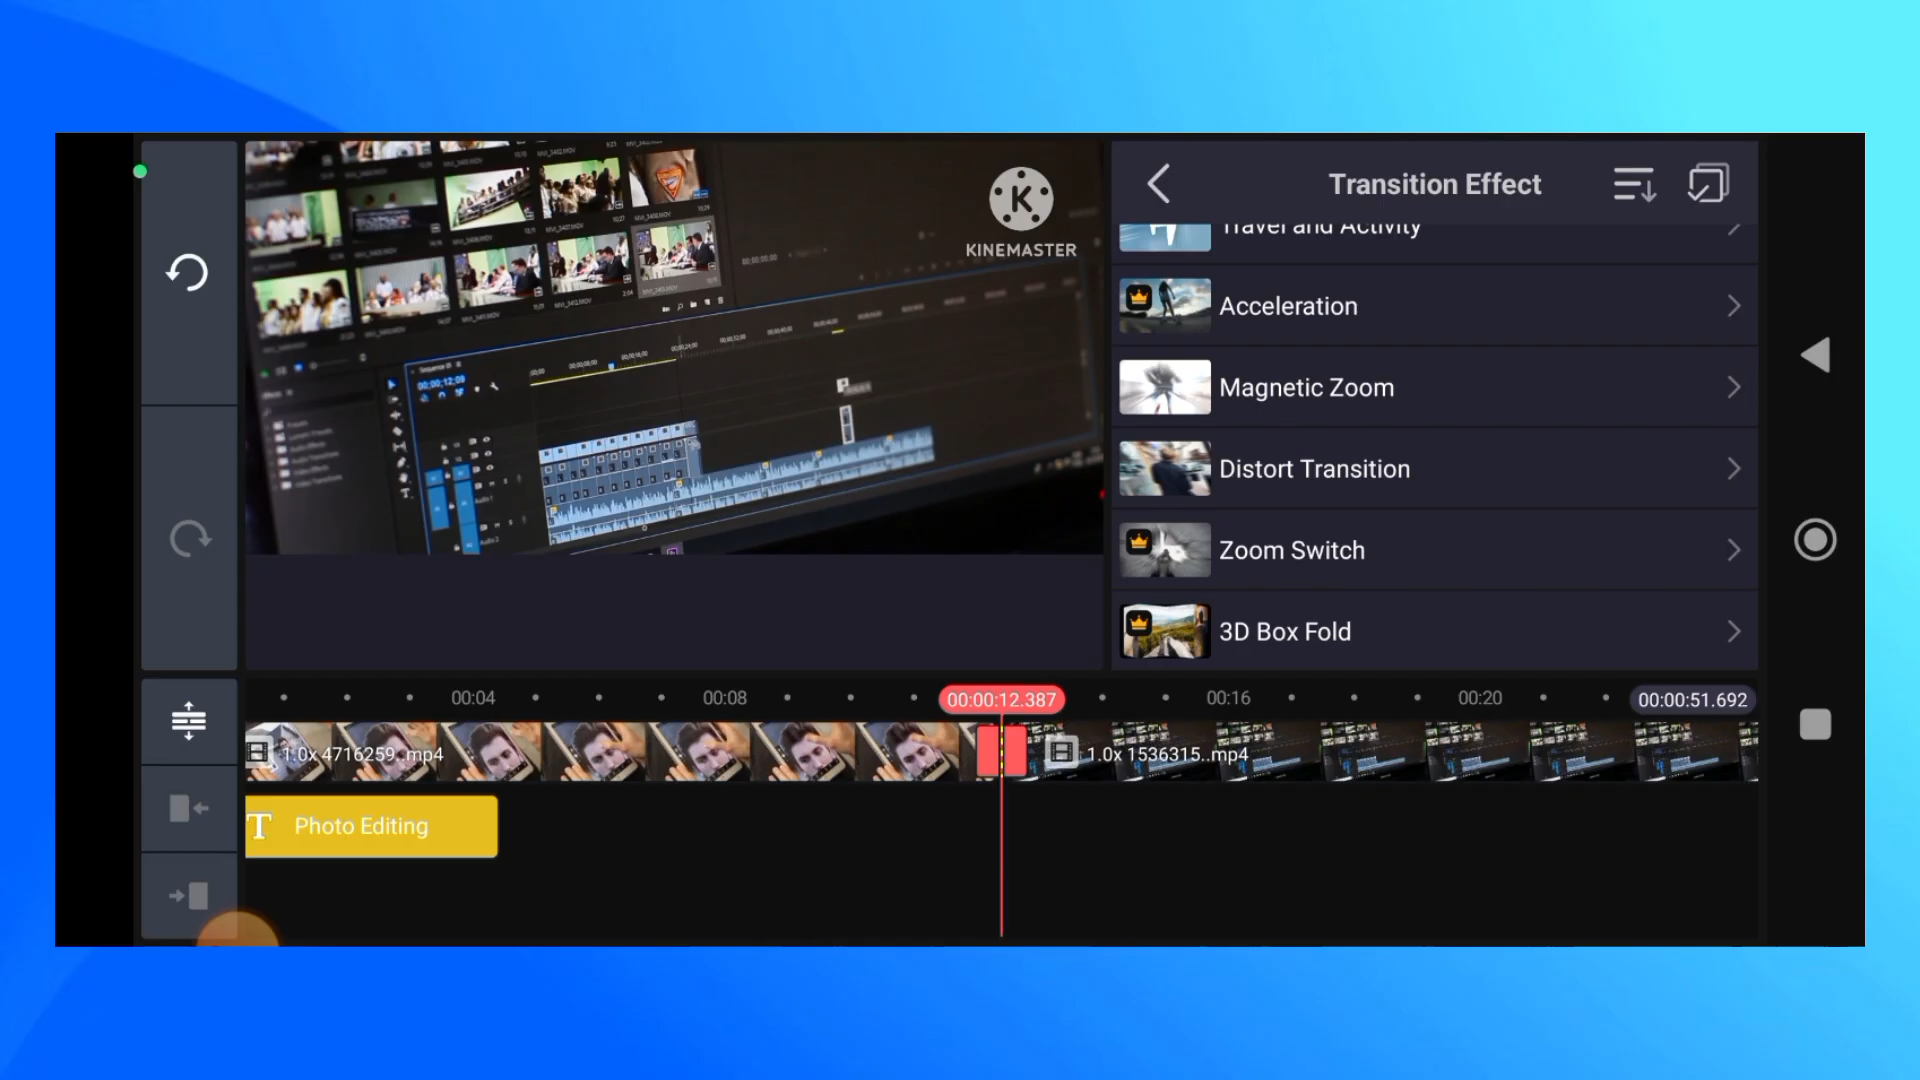 Transition Effect
KINEMASTER
Travel and Activity
Acceleration
Magnetic Zoom
Distort Transition
Zoom Switch
3D Box Fold
00:04
00:08
00:00:12.387
00:16
00:20
00:00:51.692
1.0x 4716259..mp4
1.0x 1536315..mp4
T Photo Editing